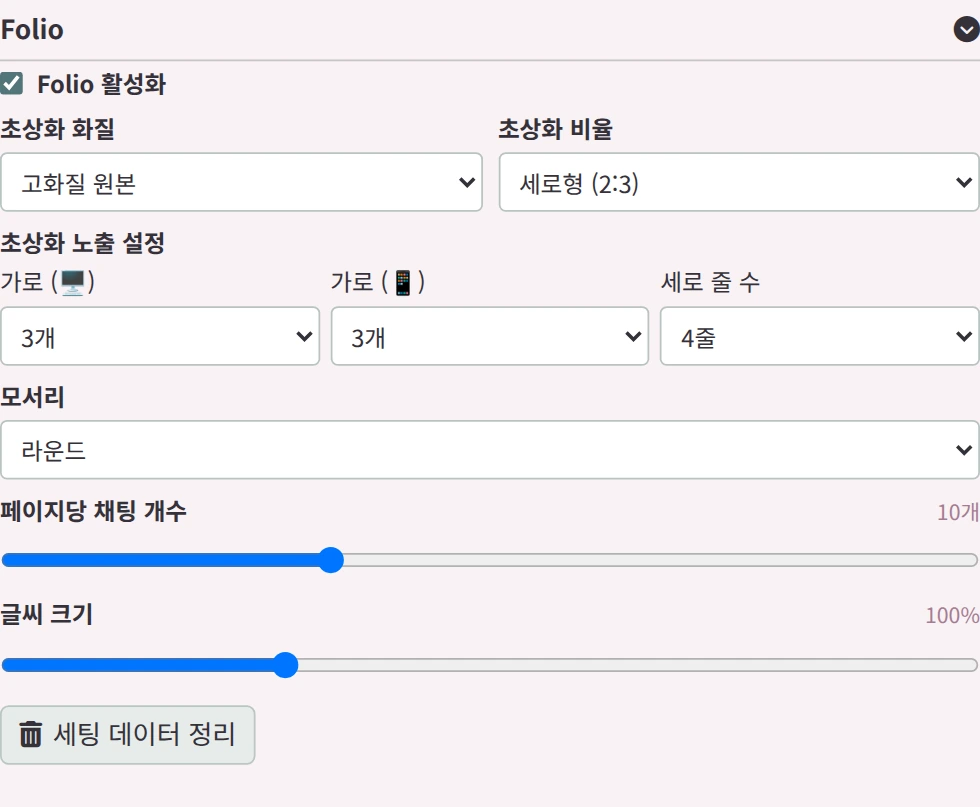 Folio
Folio 활성화
초상화 화질
초상화 비율
고화질 원본
세로형 (2:3)
초상화 노출 설정
가로 (🖥️)
가로 (📱)
세로 줄 수
3개
3개
4줄
모서리
라운드
페이지당 채팅 개수
10개
글씨 크기
100%
세팅 데이터 정리